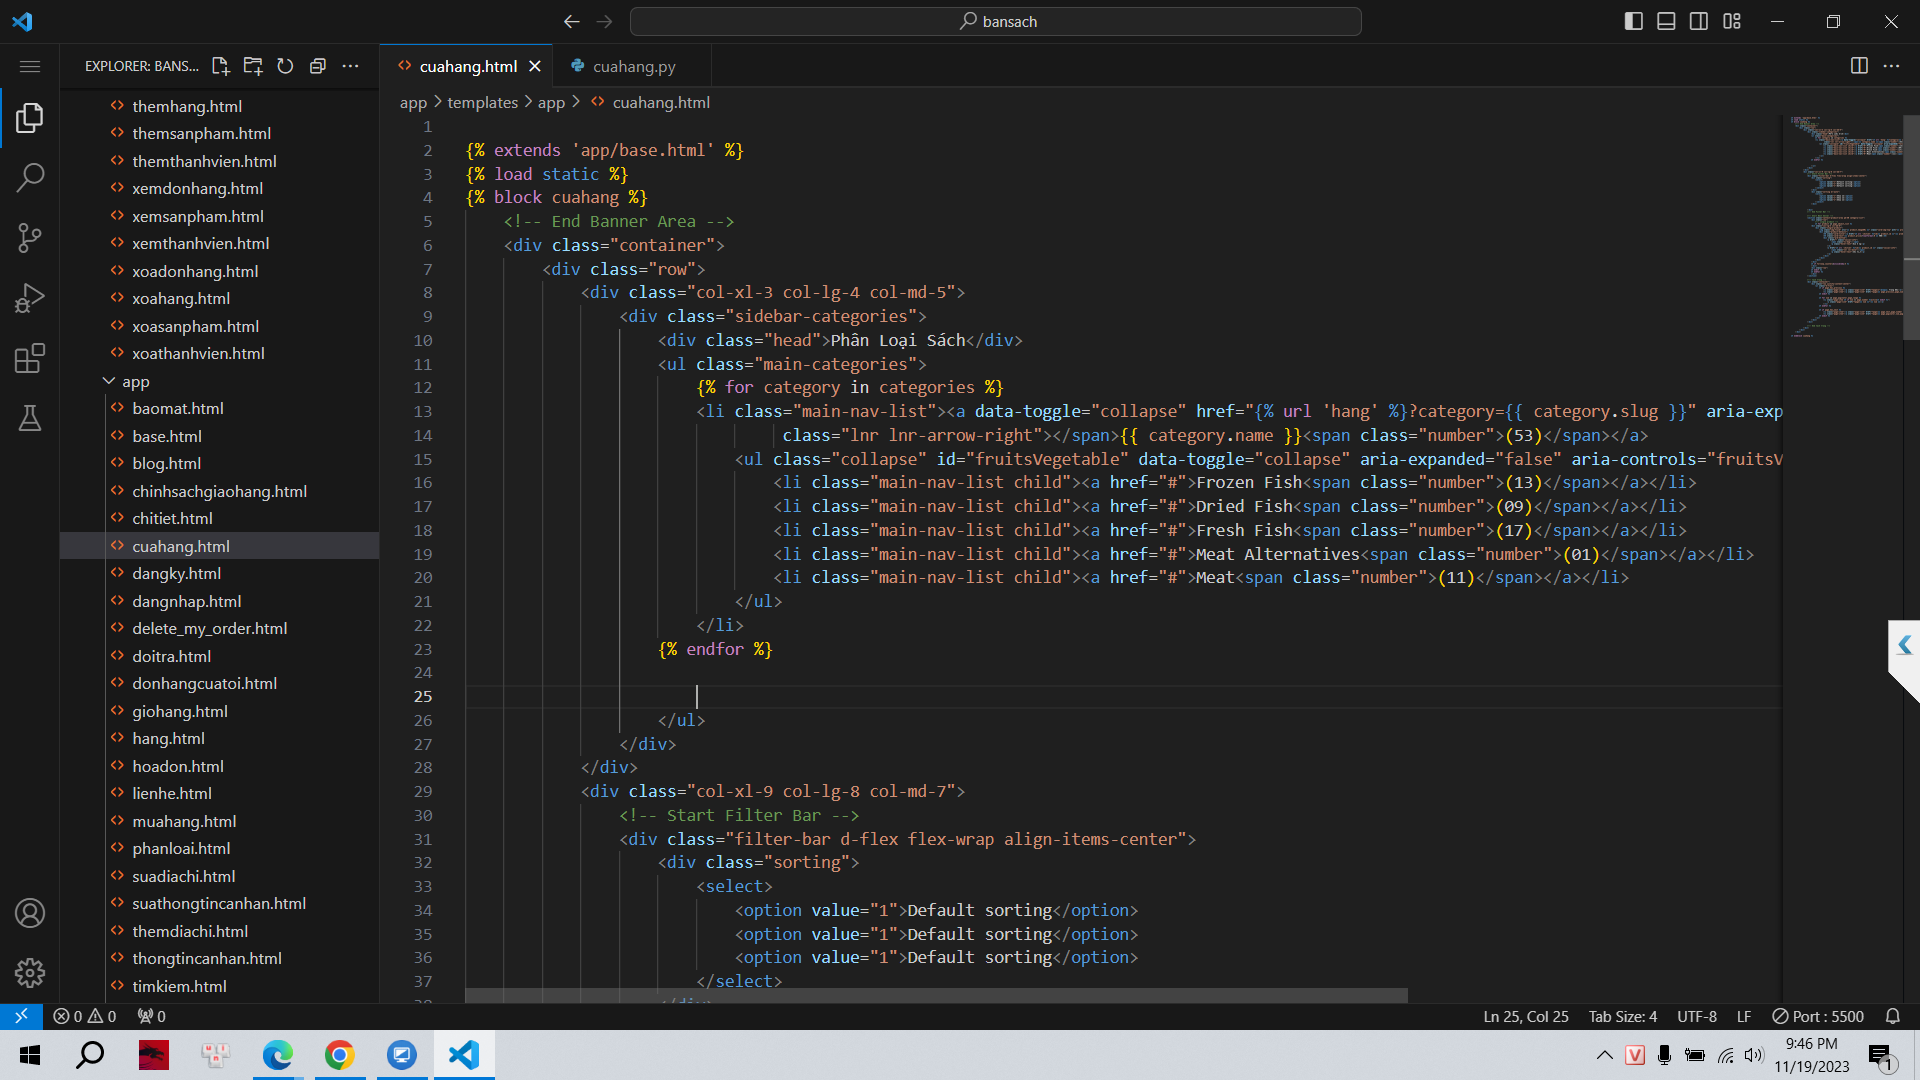 bansach
EXPLORER: BANS...
themhang.html
themsanpham.html
themthanhvien.html
xemdonhang.html
xemsanpham.html
xemthanhvien.html
xoadonhang.html
xoahang.html
xoasanpham.html
xoathanhvien.html
app
baomat.html
base.html
blog.html
chinhsachgiaohang.html
chitiet.html
cuahang.html
dangky.html
dangnhap.html
delete_my_order.html
doitra.html
donhangcuatoi.html
giohang.html
hang.html
hoadon.html
lienhe.html
muahang.html
phanloai.html
suadiachi.html
suathongtincanhan.html
themdiachi.html
thongtincanhan.html
timkiem.html
cuahang.html
cuahang.py
app > templates > app > cuahang.html
1
2 {% extends 'app/base.html' %}
3 {% load static %}
4 {% block cuahang %}
5 <!-- End Banner Area -->
6 <div class="container">
7 <div class="row">
8 <div class="col-xl-3 col-lg-4 col-md-5">
9 <div class="sidebar-categories">
10 <div class="head">Phân Loại Sách</div>
11 <ul class="main-categories">
12 {% for category in categories %}
13 <li class="main-nav-list"><a data-toggle="collapse" href="{% url 'hang' %}?category={{ category.slug }}" aria-exp
14 class="lnr lnr-arrow-right"></span>{{ category.name }}<span class="number">(53)</span></a>
15 <ul class="collapse" id="fruitsVegetable" data-toggle="collapse" aria-expanded="false" aria-controls="fruitsV
16 <li class="main-nav-list child"><a href="#">Frozen Fish<span class="number">(13)</span></a></li>
17 <li class="main-nav-list child"><a href="#">Dried Fish<span class="number">(09)</span></a></li>
18 <li class="main-nav-list child"><a href="#">Fresh Fish<span class="number">(17)</span></a></li>
19 <li class="main-nav-list child"><a href="#">Meat Alternatives<span class="number">(01)</span></a></li>
20 <li class="main-nav-list child"><a href="#">Meat<span class="number">(11)</span></a></li>
21 </ul>
22 </li>
23 {% endfor %}
24
25
26 </ul>
27 </div>
28 </div>
29 <div class="col-xl-9 col-lg-8 col-md-7">
30 <!-- Start Filter Bar -->
31 <div class="filter-bar d-flex flex-wrap align-items-center">
32 <div class="sorting">
33 <select>
34 <option value="1">Default sorting</option>
35 <option value="1">Default sorting</option>
36 <option value="1">Default sorting</option>
37 </select>
38 </div>
0 0 0
Ln 25, Col 25 Tab Size: 4 UTF-8 LF Port : 5500
9:46 PM
11/19/2023
1